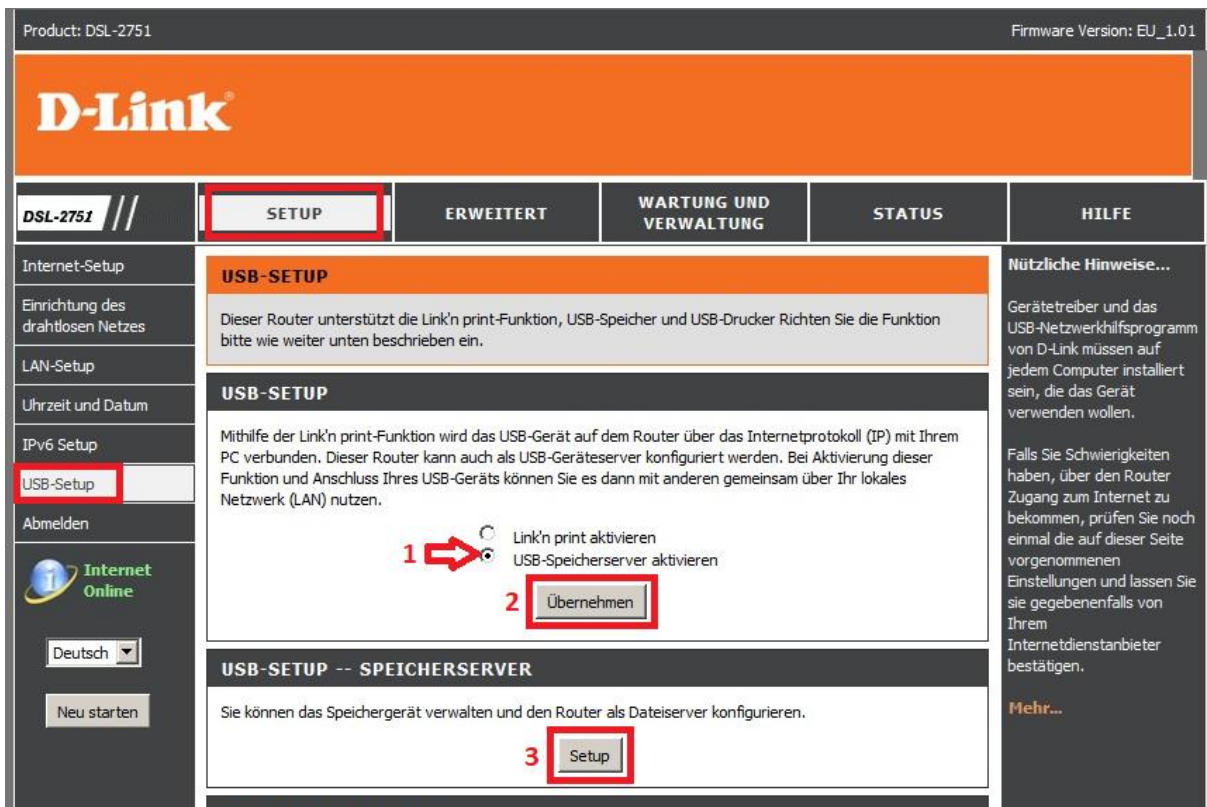 Product: DSL-2751
Firmware Version: EU_1.01
D-Link®
DSL-2751
SETUP
ERWEITERT
WARTUNG UND
VERWALTUNG
STATUS
HILFE
Internet-Setup
Einrichtung des
drahtlosen Netzes
LAN-Setup
Uhrzeit und Datum
IPv6 Setup
USB-Setup
Abmelden
Internet
Online
Deutsch
Neu starten
USB-SETUP
Dieser Router unterstützt die Link'n print-Funktion, USB-Speicher und USB-Drucker Richten Sie die Funktion
bitte wie weiter unten beschrieben ein.
USB-SETUP
Mithilfe der Link'n print-Funktion wird das USB-Gerät auf dem Router über das Internetprotokoll (IP) mit Ihrem
PC verbunden. Dieser Router kann auch als USB-Geräteserver konfiguriert werden. Bei Aktivierung dieser
Funktion und Anschluss Ihres USB-Geräts können Sie es dann mit anderen gemeinsam über Ihr lokales
Netzwerk (LAN) nutzen.
Link'n print aktivieren
1
USB-Speicherserver aktivieren
2
Übernehmen
USB-SETUP -- SPEICHERSERVER
Sie können das Speichergerät verwalten und den Router als Dateiserver konfigurieren.
3
Setup
Nützliche Hinweise...
Gerätetreiber und das
USB-Netzwerkhilfsprogramm
von D-Link müssen auf
jedem Computer installiert
sein, die das Gerät
verwenden wollen.
Falls Sie Schwierigkeiten
haben, über den Router
Zugang zum Internet zu
bekommen, prüfen Sie noch
einmal die auf dieser Seite
vorgenommenen
Einstellungen und lassen Sie
sie gegebenenfalls von
Ihrem
Internetdienstanbieter
bestätigen.
Mehr...